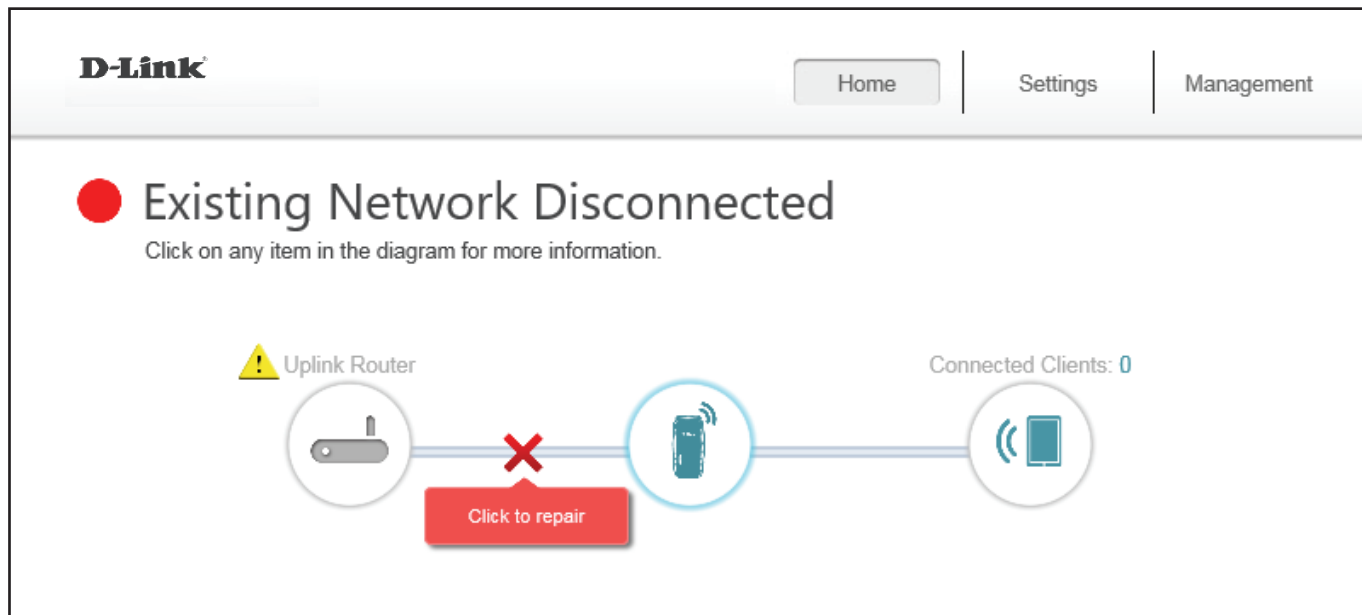 D-Link
Home
Settings
Management
Existing Network Disconnected
Click on any item in the diagram for more information.
Uplink Router
Connected Clients: 0
Click to repair